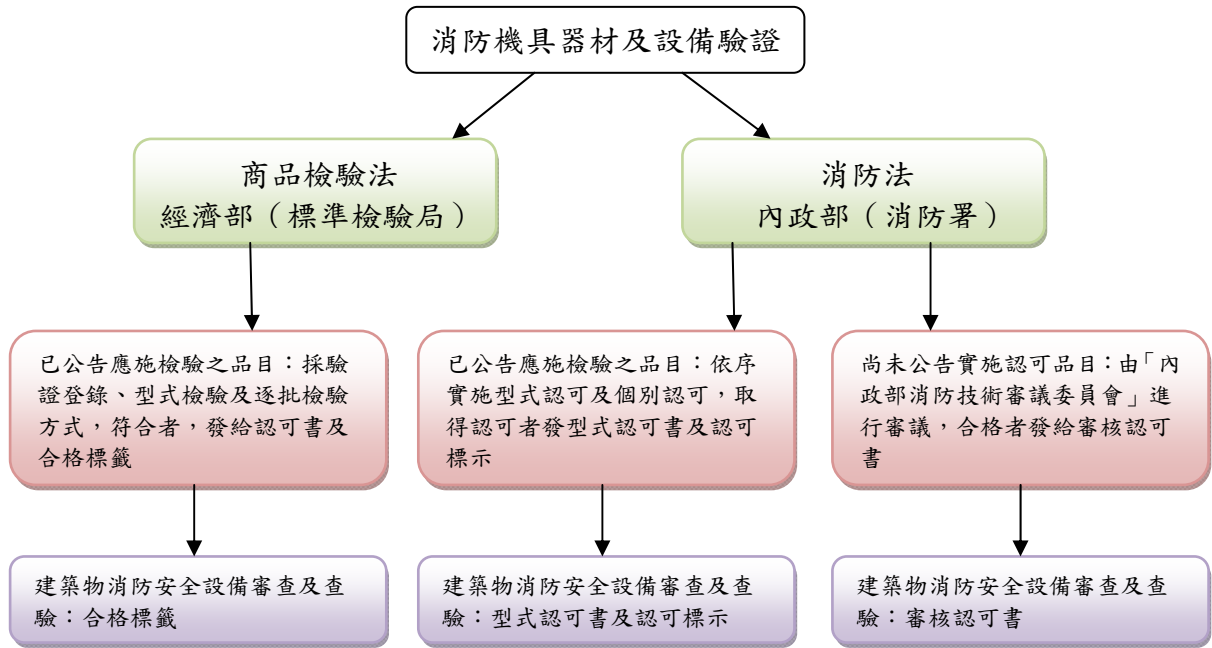 消防機具器材及設備驗證
商品檢驗法
經濟部（標準檢驗局）
消防法
內政部（消防署）
已公告應施檢驗之品目：採驗
證登錄、型式檢驗及逐批檢驗
方式，符合者，發給認可書及
合格標籤
已公告應施檢驗之品目：依序
實施型式認可及個別認可，取
得認可者發型式認可書及認可
標示
尚未公告實施認可品目：由「內
政部消防技術審議委員會」進
行審議，合格者發給審核認可
書
建築物消防安全設備審查及查
驗：合格標籤
建築物消防安全設備審查及查
驗：型式認可書及認可標示
建築物消防安全設備審查及查
驗：審核認可書